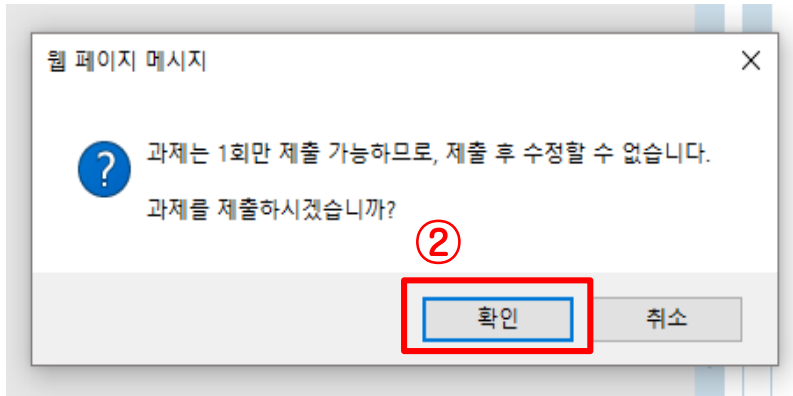 웹 페이지 메시지
과제는 1회만 제출 가능하므로, 제출 후 수정할 수 없습니다.
과제를 제출하시겠습니까?
②
확인
취소